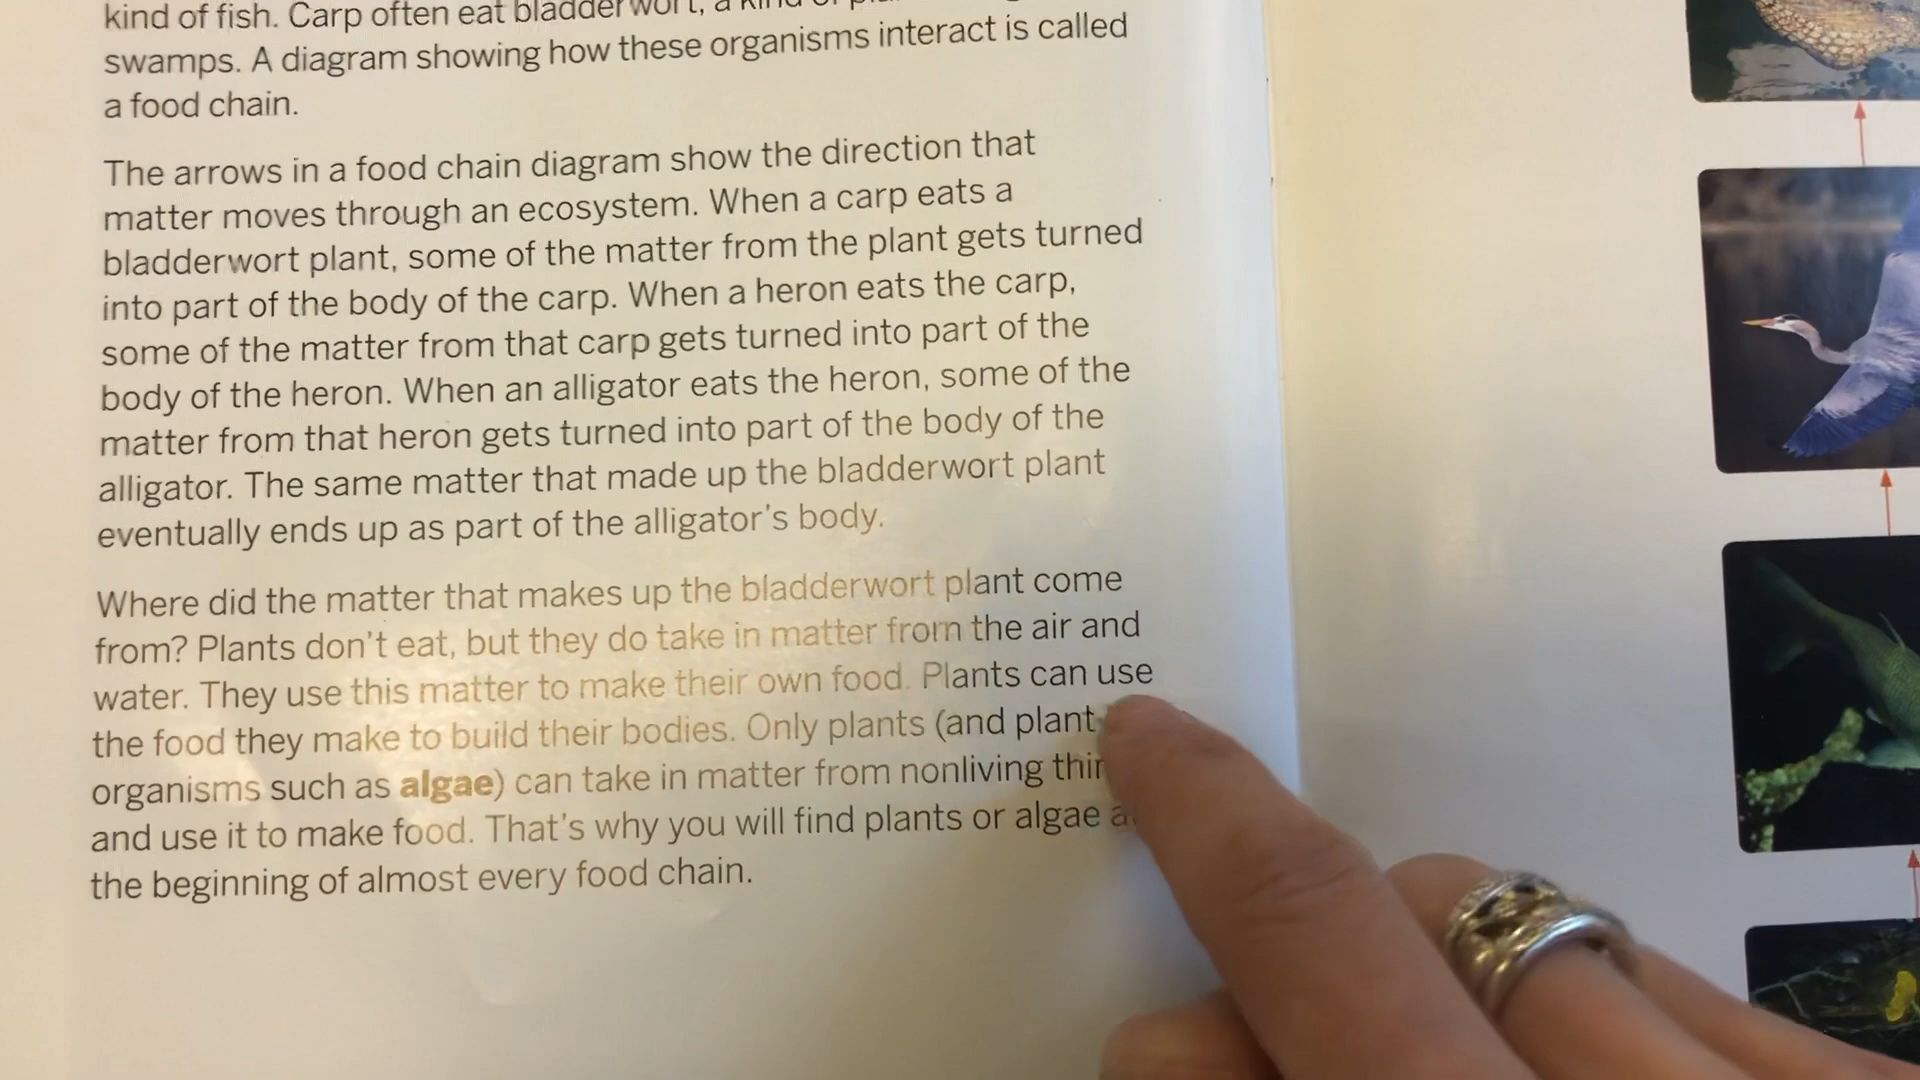 kind of fish. Carp often eat bladderwort, a kind of
swamps. A diagram showing how these organisms interact is called
a food chain.
The arrows in a food chain diagram show the direction that
matter moves through an ecosystem. When a carp eats a
bladderwort plant, some of the matter from the plant gets turned
into part of the body of the carp. When a heron eats the carp,
some of the matter from that carp gets turned into part of the
body of the heron. When an alligator eats the heron, some of the
matter from that heron gets turned into part of the body of the
alligator. The same matter that made up the bladderwort plant
eventually ends up as part of the alligator's body.
Where did the matter that makes up the bladderwort plant come
from? Plants don't eat, but they do take in matter from the air and
water. They use this matter to make their own food. Plants can use
the food they make to build their bodies. Only plants (and plant
organisms such as algae) can take in matter from nonliving
and use it to make food. That's why you will find plants or algae
the beginning of almost every food chain.